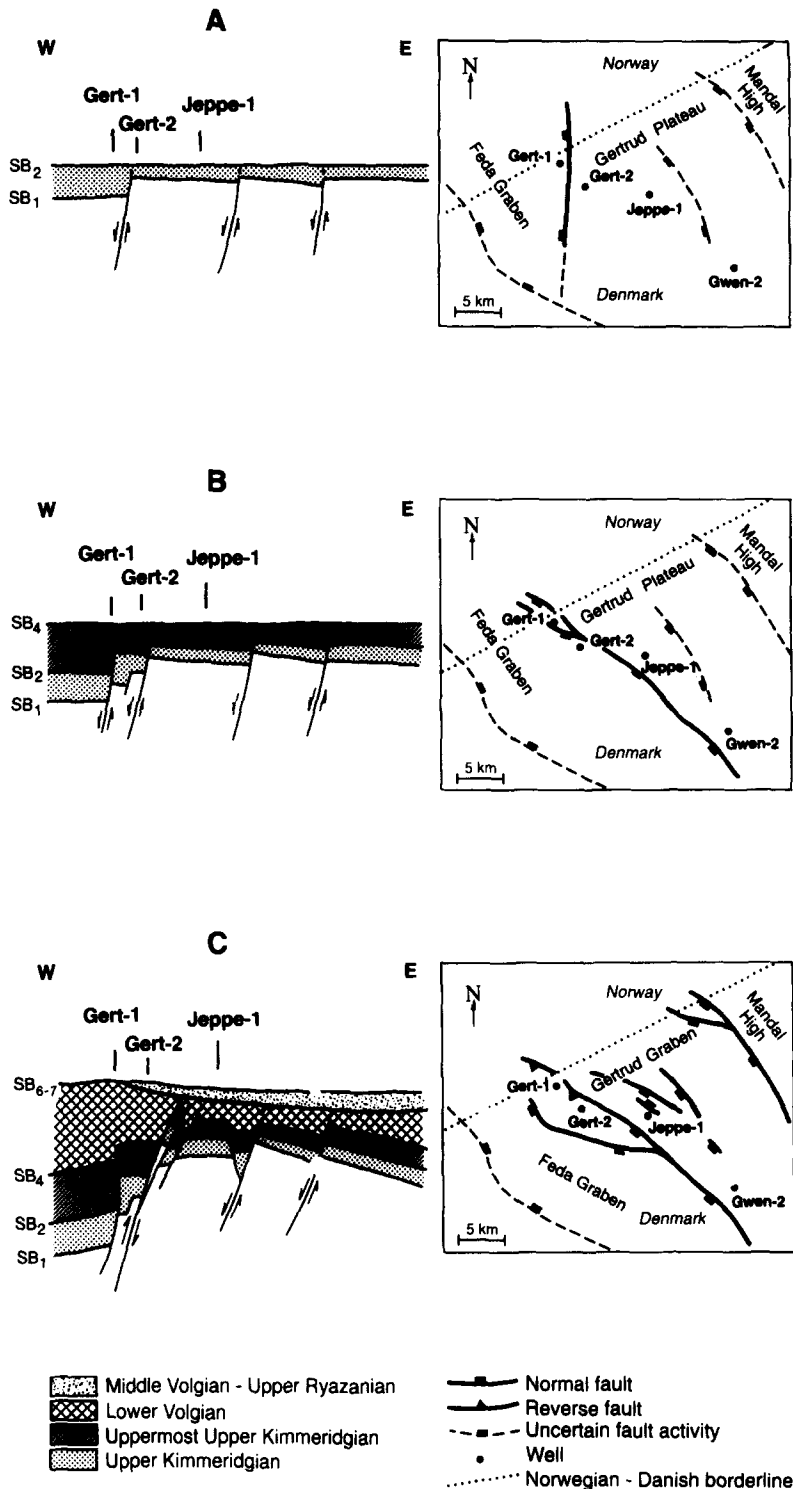 A
W
E
Gert-1
Gert-2
Jeppe-1
SB2
SB1
N
Norway
Mandal High
Gertrud Plateau
Gert-1
Gert-2
Feda Graben
Jeppe-1
Gwen-2
Denmark
5 km
B
W
E
Gert-1
Gert-2
Jeppe-1
SB4
SB2
SB1
N
Norway
Mandal High
Gertrud Plateau
Gert-1
Gert-2
Feda Graben
Jeppe-1
Gwen-2
Denmark
5 km
C
W
E
Gert-1
Gert-2
Jeppe-1
SB6-7
SB4
SB2
SB1
N
Norway
Mandal High
Gertrud Graben
Gert-1
Gert-2
Jeppe-1
Feda Graben
Gwen-2
Denmark
5 km
Middle Volgian - Upper Ryazanian
Lower Volgian
Uppermost Upper Kimmeridgian
Upper Kimmeridgian
Normal fault
Reverse fault
Uncertain fault activity
Well
Norwegian - Danish borderline